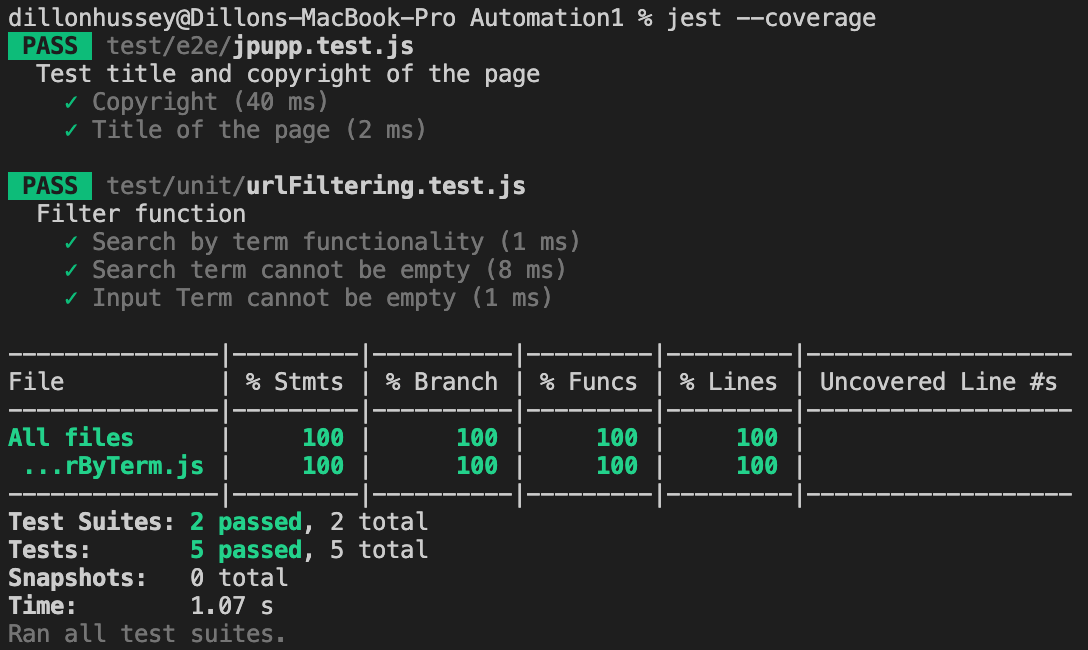 dillonhussey@Dillons-MacBook-Pro Automation1 % jest --coverage
PASS test/e2e/jpupp.test.js
  Test title and copyright of the page
    ✓ Copyright (40 ms)
    ✓ Title of the page (2 ms)

PASS test/unit/urlFiltering.test.js
  Filter function
    ✓ Search by term functionality (1 ms)
    ✓ Search term cannot be empty (8 ms)
    ✓ Input Term cannot be empty (1 ms)

---------------|---------|----------|---------|---------|-------------------
File           | % Stmts | % Branch | % Funcs | % Lines | Uncovered Line #s
---------------|---------|----------|---------|---------|-------------------
All files      |     100 |      100 |     100 |     100 |
 ...rByTerm.js |     100 |      100 |     100 |     100 |
---------------|---------|----------|---------|---------|-------------------
Test Suites: 2 passed, 2 total
Tests:       5 passed, 5 total
Snapshots:   0 total
Time:        1.07 s
Ran all test suites.